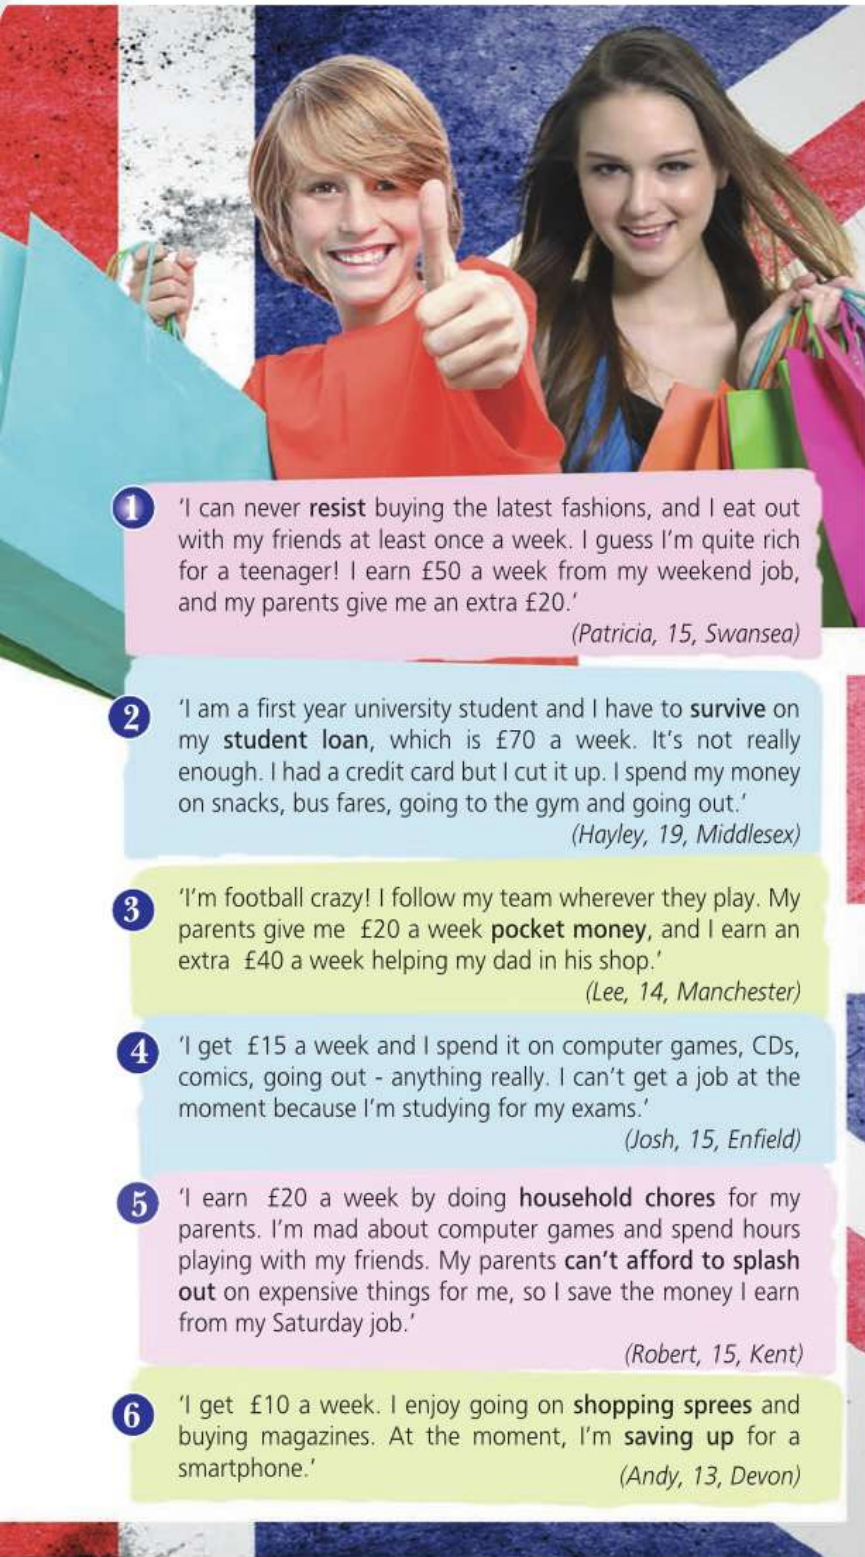 1
'I can never resist buying the latest fashions, and I eat out
with my friends at least once a week. I guess I'm quite rich
for a teenager! I earn £50 a week from my weekend job,
and my parents give me an extra £20.'
(Patricia, 15, Swansea)
2
'I am a first year university student and I have to survive on
my student loan, which is £70 a week. It's not really
enough. I had a credit card but I cut it up. I spend my money
on snacks, bus fares, going to the gym and going out.'
(Hayley, 19, Middlesex)
3
'I'm football crazy! I follow my team wherever they play. My
parents give me £20 a week pocket money, and I earn an
extra £40 a week helping my dad in his shop.'
(Lee, 14, Manchester)
4
'I get £15 a week and I spend it on computer games, CDs,
comics, going out - anything really. I can't get a job at the
moment because I'm studying for my exams.'
(Josh, 15, Enfield)
5
'I earn £20 a week by doing household chores for my
parents. I'm mad about computer games and spend hours
playing with my friends. My parents can't afford to splash
out on expensive things for me, so I save the money I earn
from my Saturday job.'
(Robert, 15, Kent)
6
'I get £10 a week. I enjoy going on shopping sprees and
buying magazines. At the moment, I'm saving up for a
smartphone.'
(Andy, 13, Devon)